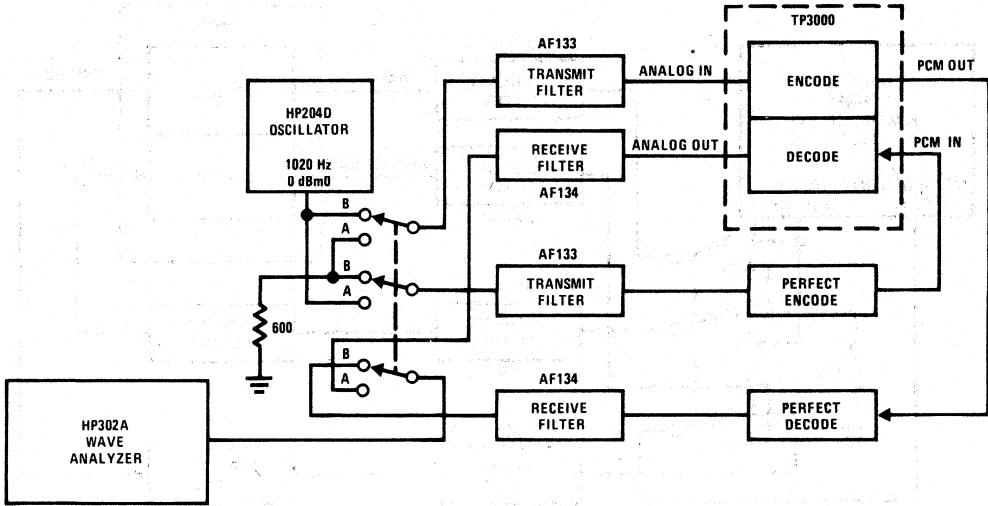 TP3000
AF133
TRANSMIT
FILTER
ANALOG IN
ENCODE
PCM OUT
HP204D
OSCILLATOR
1020 Hz
0 dBm0
RECEIVE
FILTER
ANALOG OUT
DECODE
PCM IN
AF134
B
A
B
A
AF133
TRANSMIT
FILTER
PERFECT
ENCODE
600
B
A
AF134
RECEIVE
FILTER
PERFECT
DECODE
HP302A
WAVE
ANALYZER